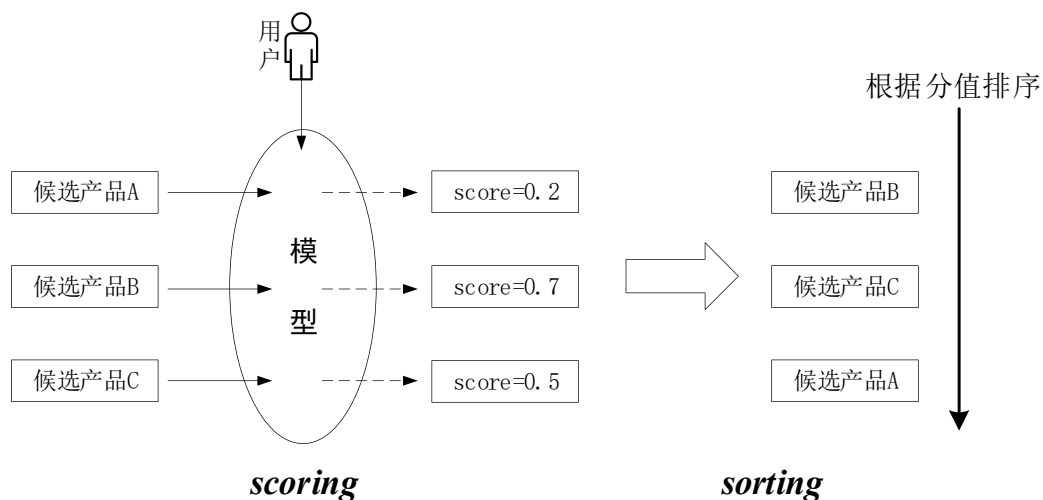 用户
根据分值排序
候选产品A
score=0.2
候选产品B
模
候选产品B
score=0.7
候选产品C
型
候选产品C
score=0.5
候选产品A
scoring
sorting